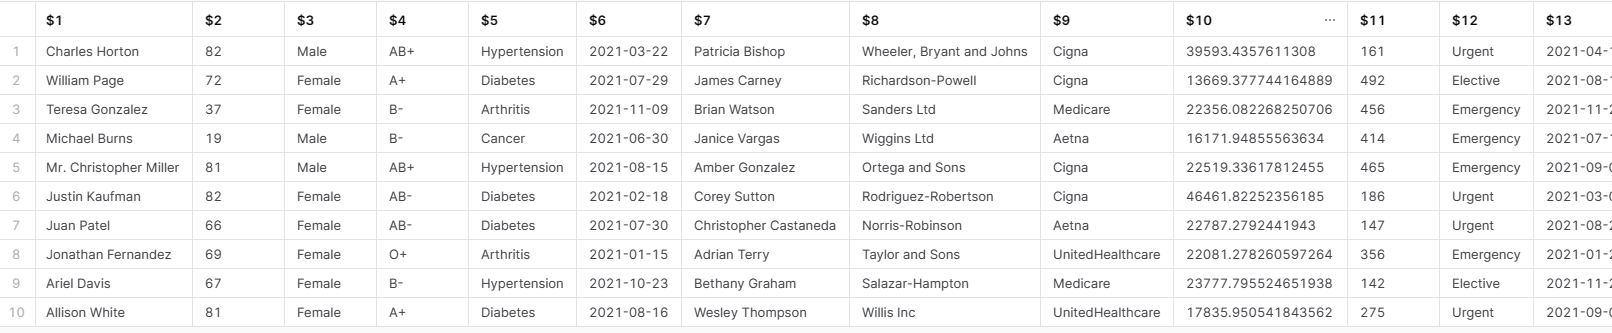 $1 $2 $3 $4 $5 $6 $7 $8 $9 $10 ... $11 $12 $13
1 Charles Horton 82 Male AB+ Hypertension 2021-03-22 Patricia Bishop Wheeler, Bryant and Johns Cigna 39593.4357611308 161 Urgent 2021-04-
2 William Page 72 Female A+ Diabetes 2021-07-29 James Carney Richardson-Powell Cigna 13669.377744164889 492 Elective 2021-08-
3 Teresa Gonzalez 37 Female B- Arthritis 2021-11-09 Brian Watson Sanders Ltd Medicare 22356.082268250706 456 Emergency 2021-11-
4 Michael Burns 19 Male B- Cancer 2021-06-30 Janice Vargas Wiggins Ltd Aetna 16171.94855563634 414 Emergency 2021-07-
5 Mr. Christopher Miller 81 Male AB+ Hypertension 2021-08-15 Amber Gonzalez Ortega and Sons Cigna 22519.33617812455 465 Emergency 2021-09-
6 Justin Kaufman 82 Female AB- Diabetes 2021-02-18 Corey Sutton Rodriguez-Robertson Cigna 46461.82252356185 186 Urgent 2021-03-
7 Juan Patel 66 Female AB- Diabetes 2021-07-30 Christopher Castaneda Norris-Robinson Aetna 22787.2792441943 147 Urgent 2021-08-
8 Jonathan Fernandez 69 Female O+ Arthritis 2021-01-15 Adrian Terry Taylor and Sons UnitedHealthcare 22081.278260597264 356 Emergency 2021-01-
9 Ariel Davis 67 Female B- Hypertension 2021-10-23 Bethany Graham Salazar-Hampton Medicare 23777.795524651938 142 Elective 2021-11-
10 Allison White 81 Female A+ Diabetes 2021-08-16 Wesley Thompson Willis Inc UnitedHealthcare 17835.950541843562 275 Urgent 2021-09-